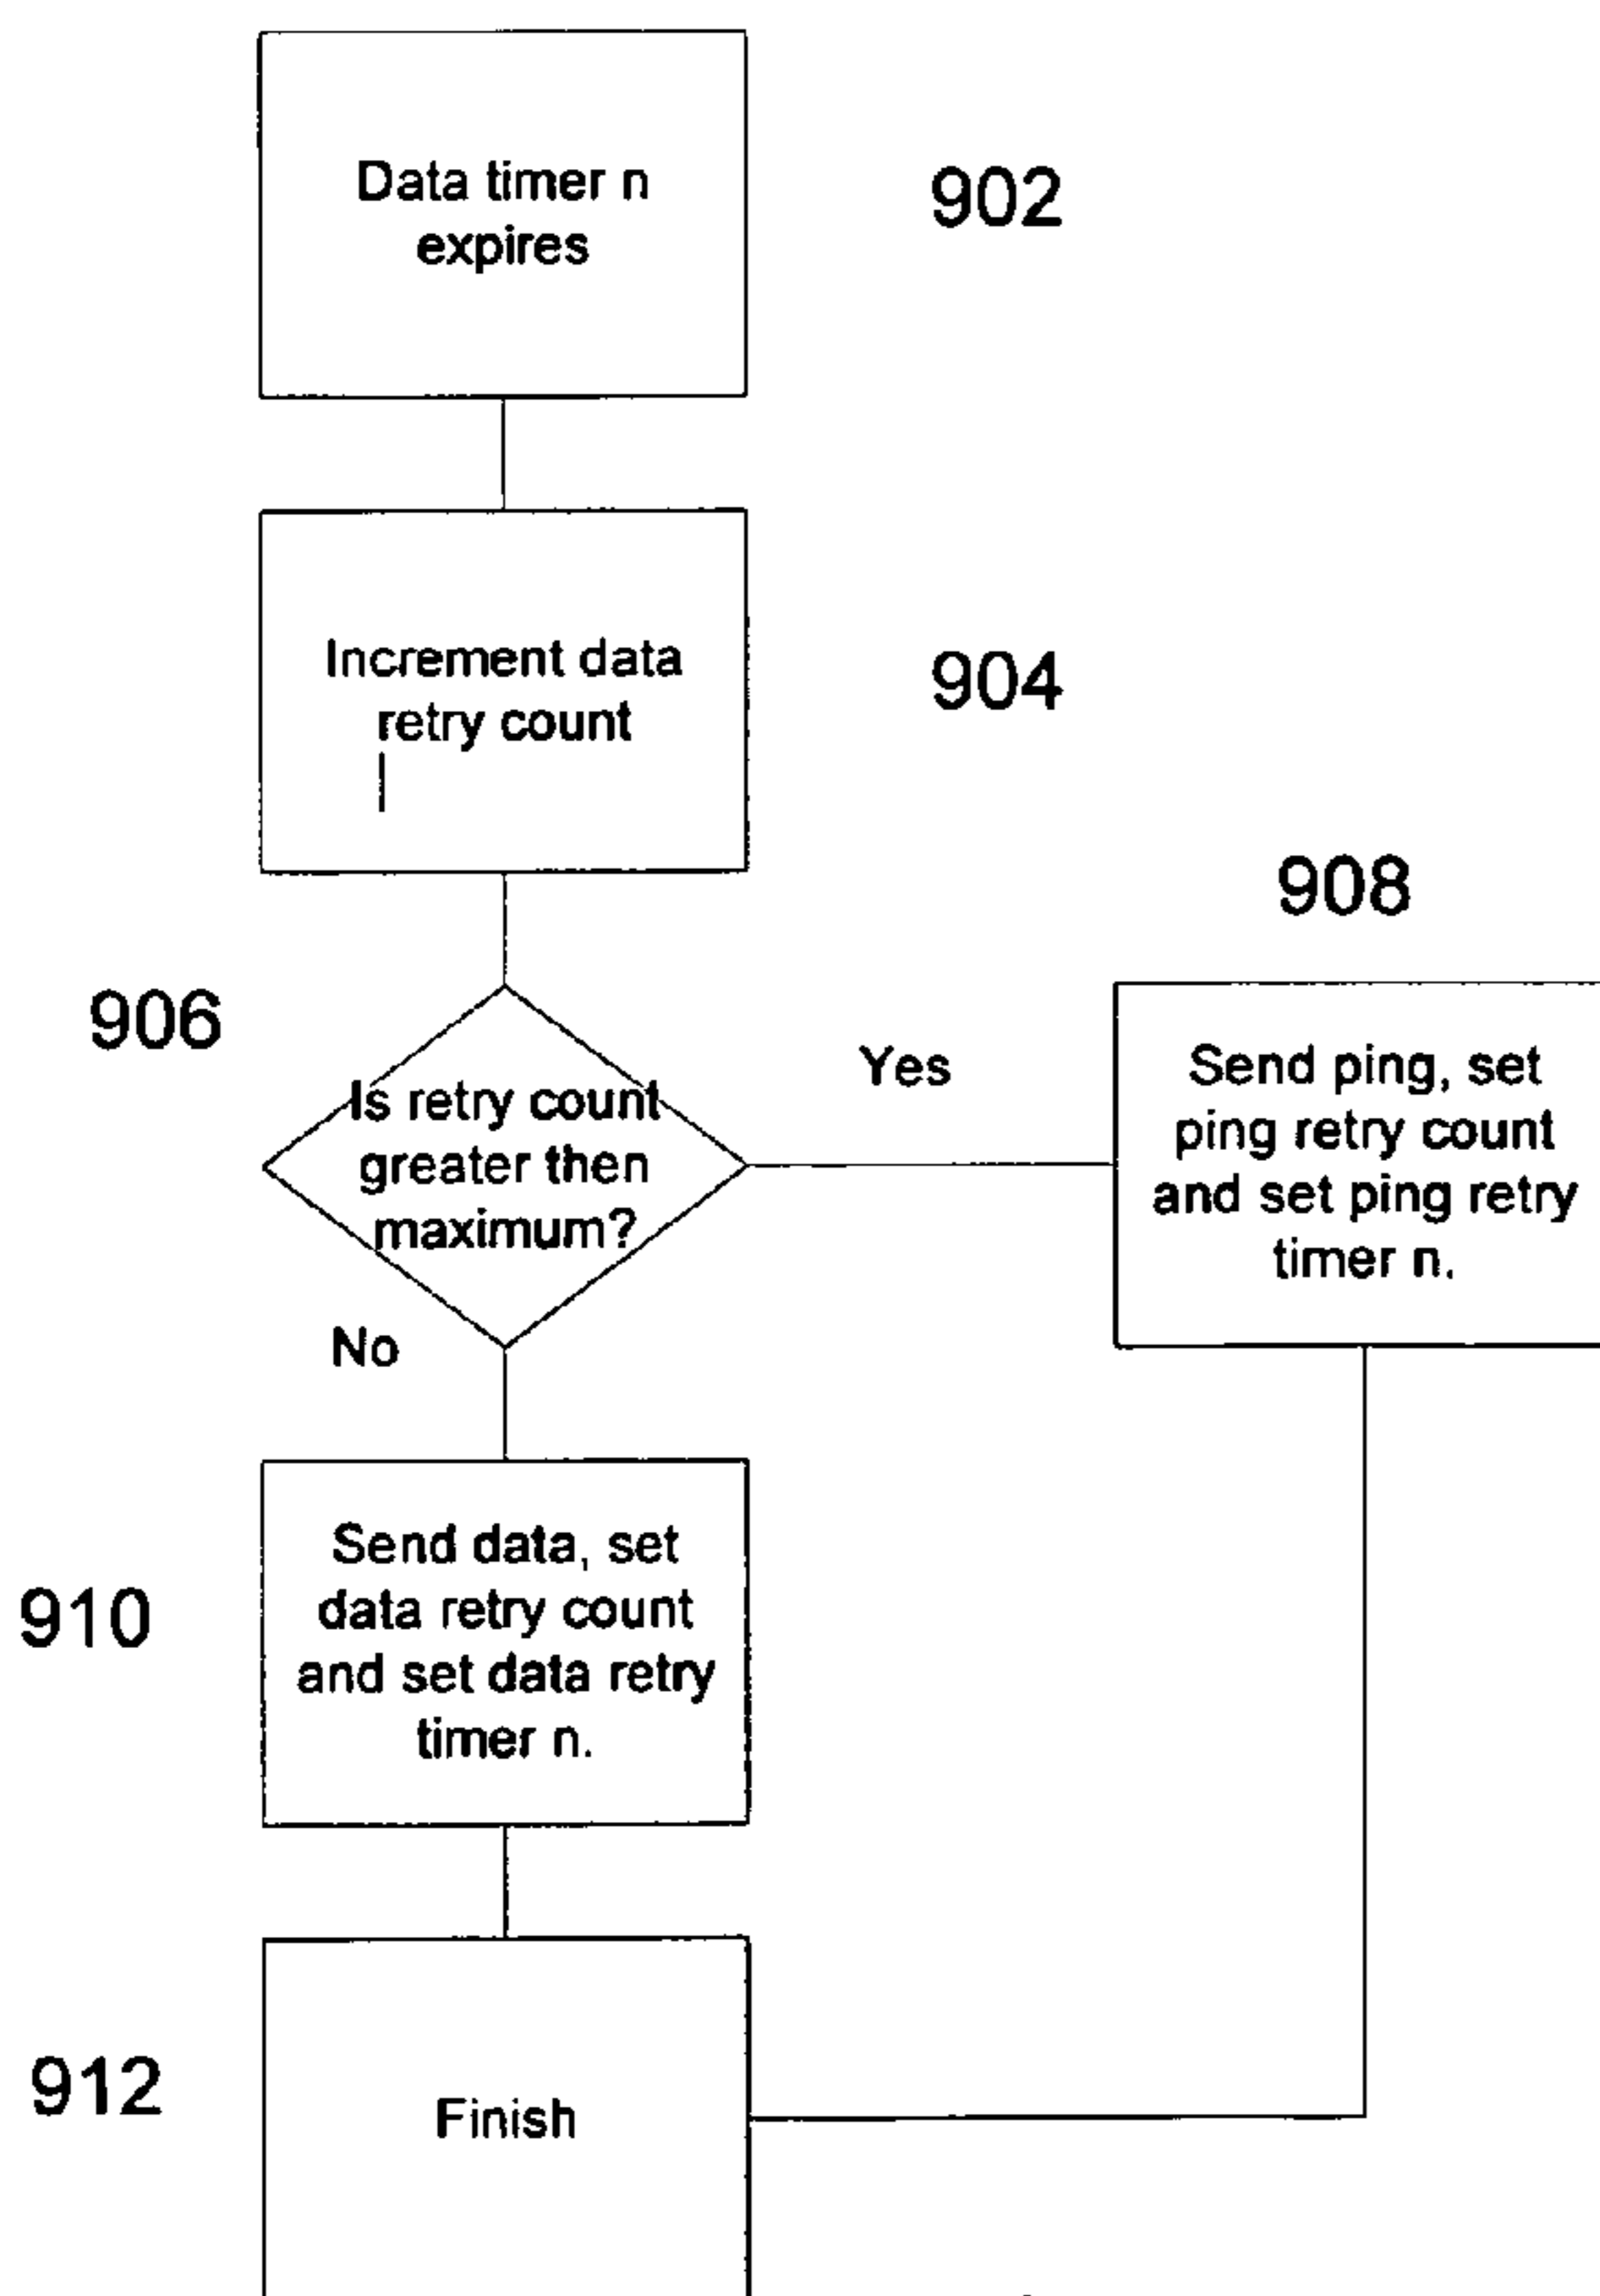 Data timer n
expires
902
Increment data
retry count
904
906
Is retry count
greater then
maximum?
Yes
908
Send ping, set
ping retry count
and set ping retry
timer n.
No
910
Send data, set
data retry count
and set data retry
timer n.
912
Finish